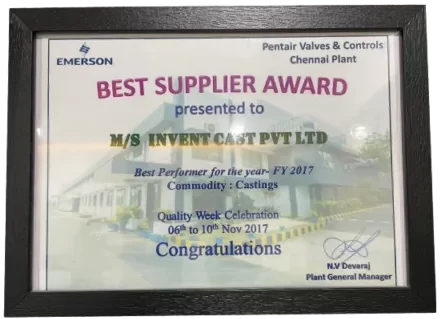 EMERSON
Pentair Valves & Controls
Chennai Plant
BEST SUPPLIER AWARD
presented to
M/S INVENT CAST PVT LTD
Best Performer for the year- FY 2017
Commodity : Castings
Quality Week Celebration
06th to 10th Nov 2017
Congratulations
N.V Devaraj
Plant General Manager